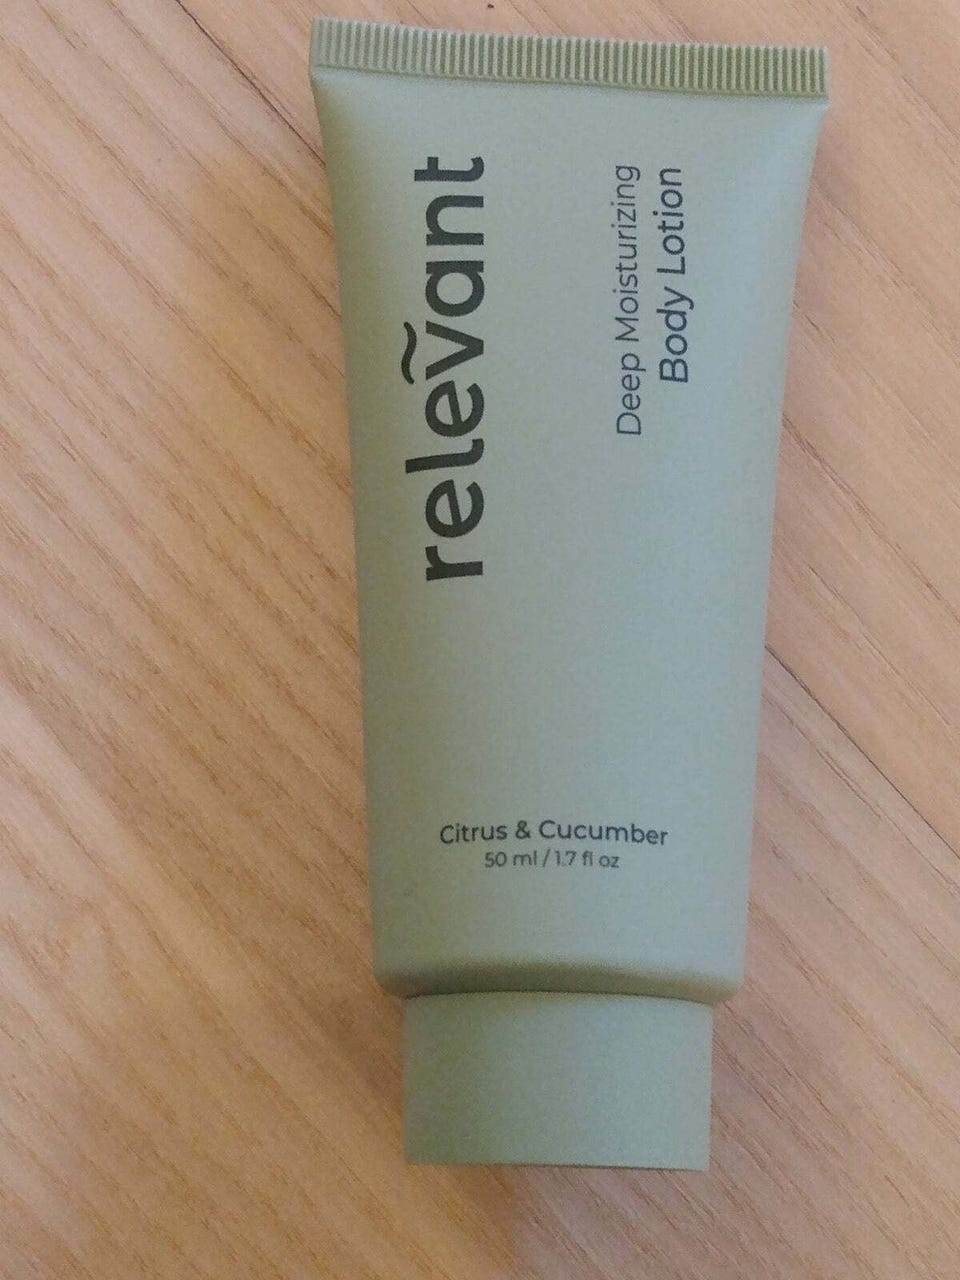 relevant
Deep Moisturizing
Body Lotion
Citrus & Cucumber
50 ml / 1.7 fl oz